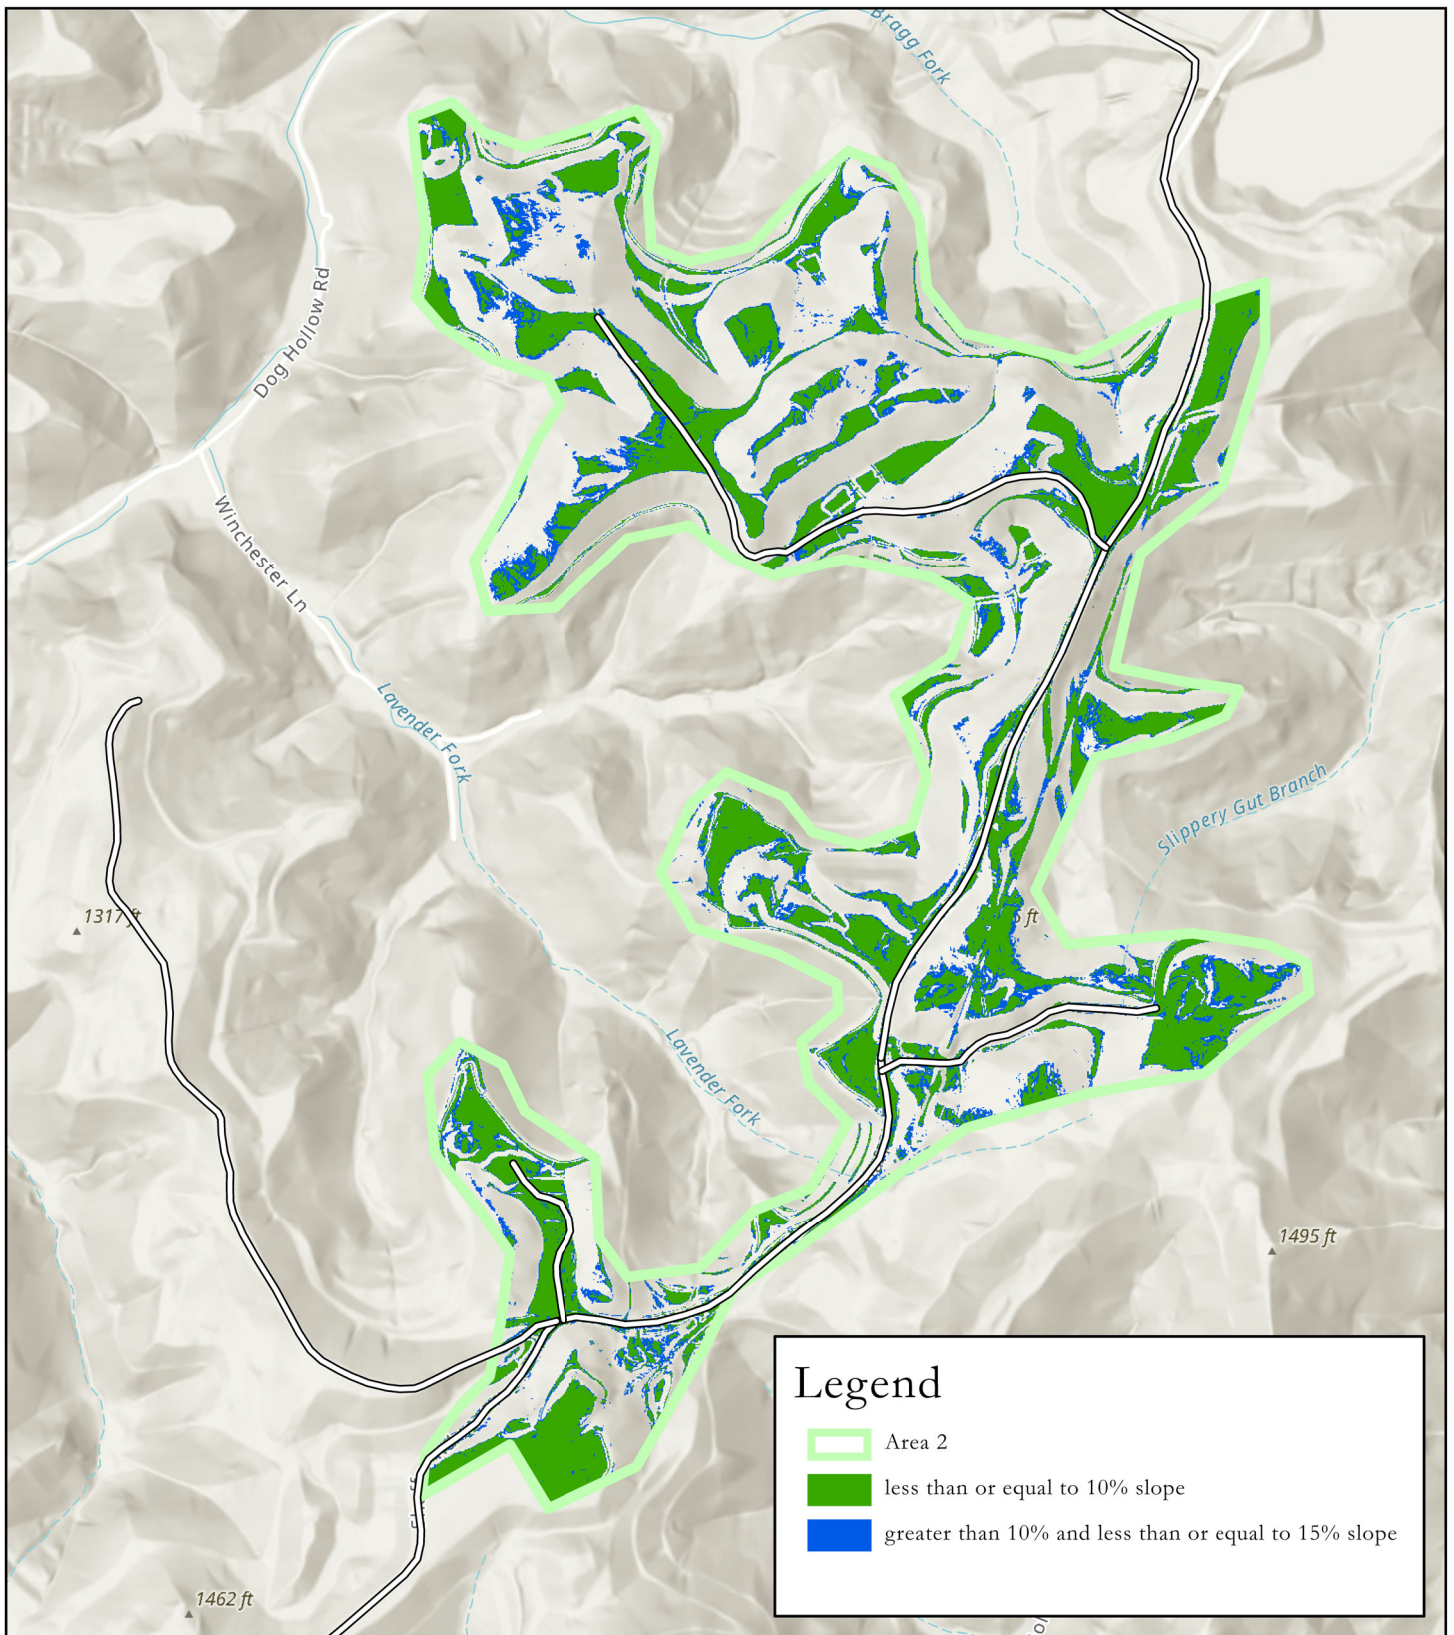 Bragg Fork
Dog Hollow Rd
Winchester Ln
Lavender Fork
Slippery Gut Branch
1317 ft
ft
Lavender Fork
1495 ft
Legend
Area 2
less than or equal to 10% slope
greater than 10% and less than or equal to 15% slope
1462 ft